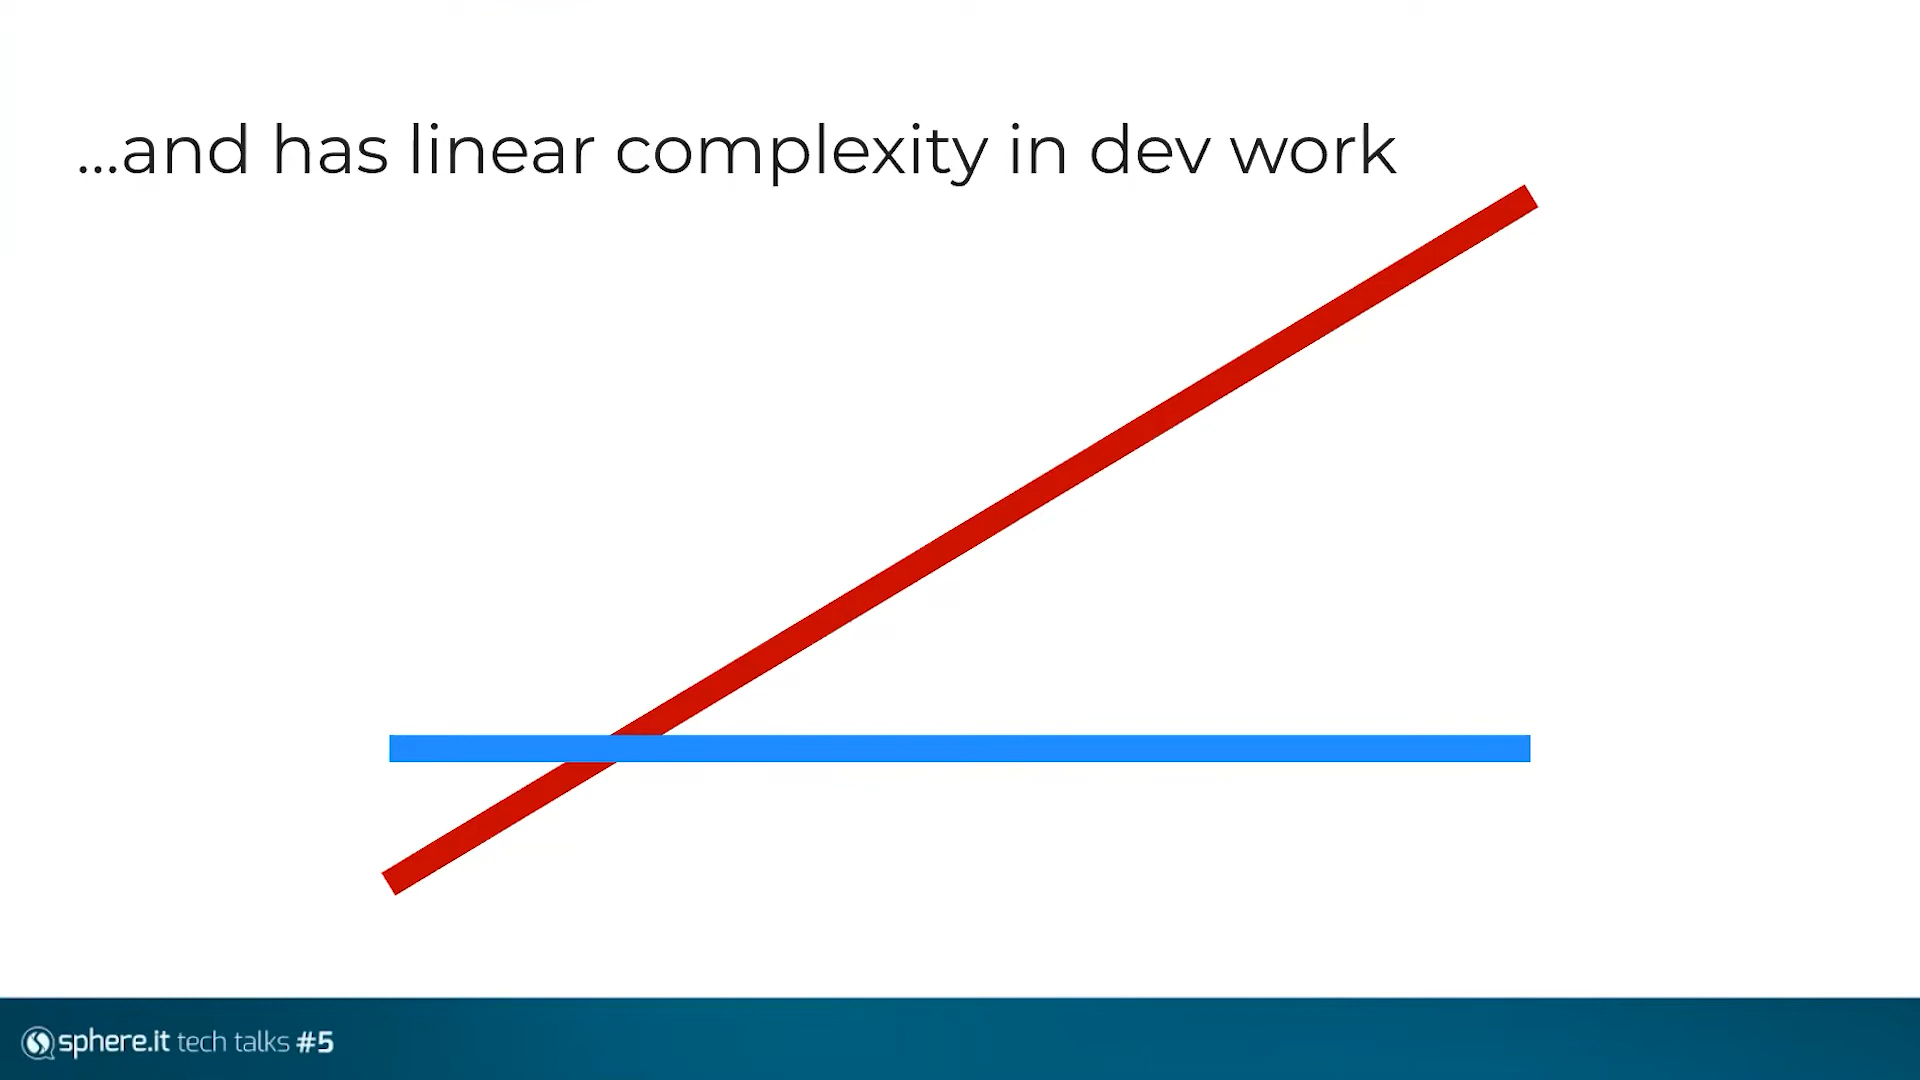 ...and has linear complexity in dev work
sphere.it tech talks #5